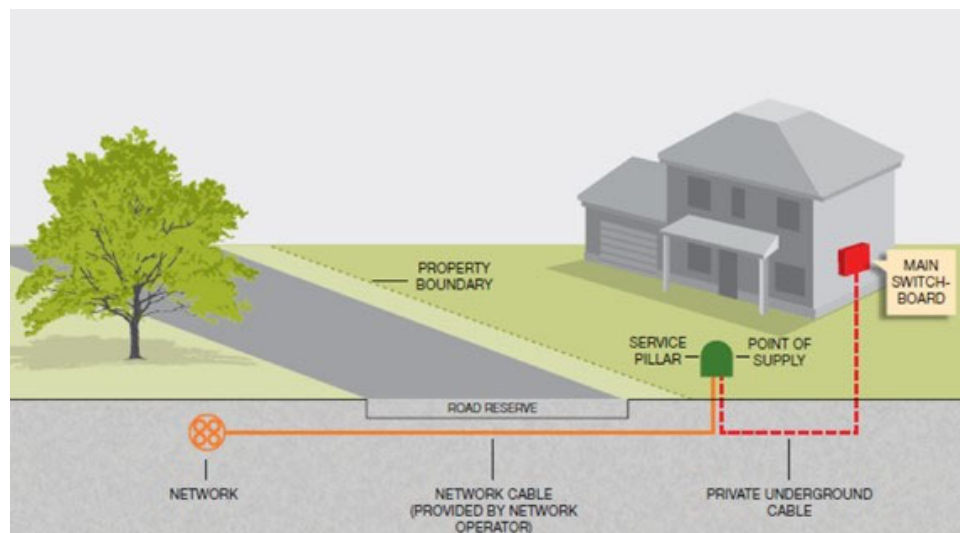 PROPERTY
BOUNDARY
MAIN
SWITCH-
BOARD
SERVICE
PILLAR
POINT OF
SUPPLY
ROAD RESERVE
NETWORK
NETWORK CABLE
(PROVIDED BY NETWORK
OPERATOR)
PRIVATE UNDERGROUND
CABLE